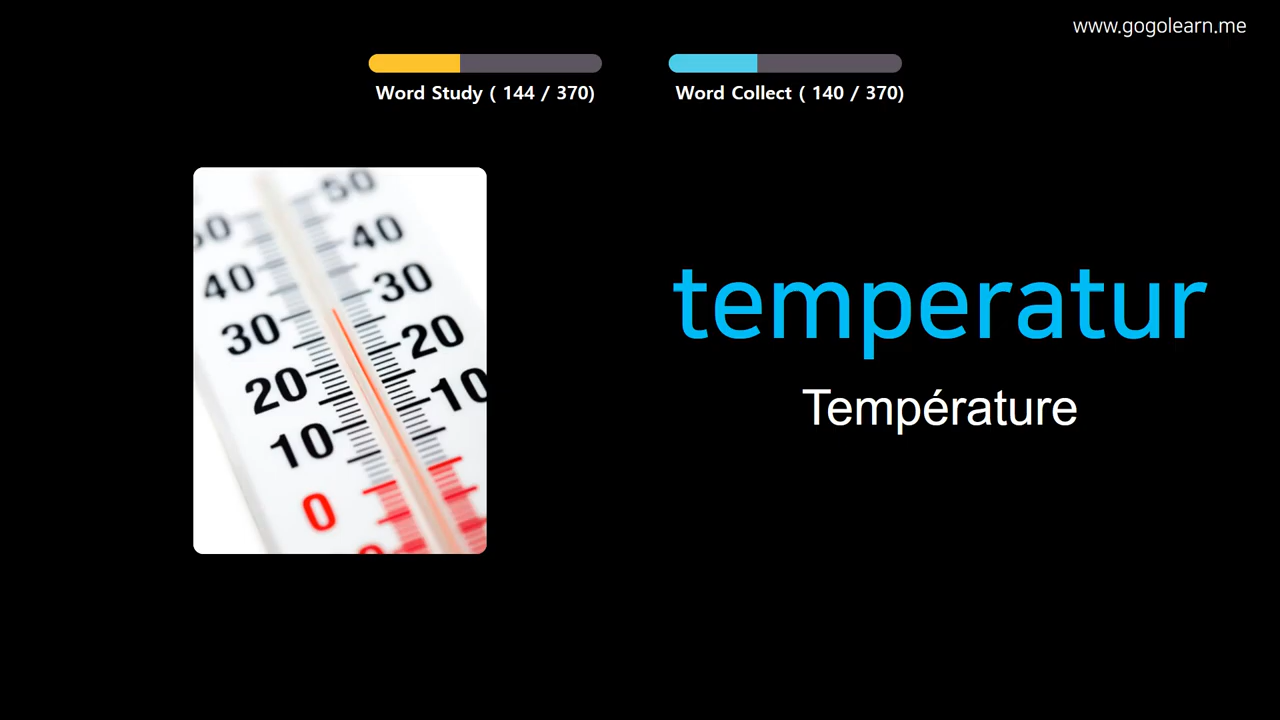 www.gogolearn.me
Word Study ( 144 / 370)
Word Collect ( 140 / 370)
50
50 40
40 30
30 20
20 10
10
0
temperatur
Température